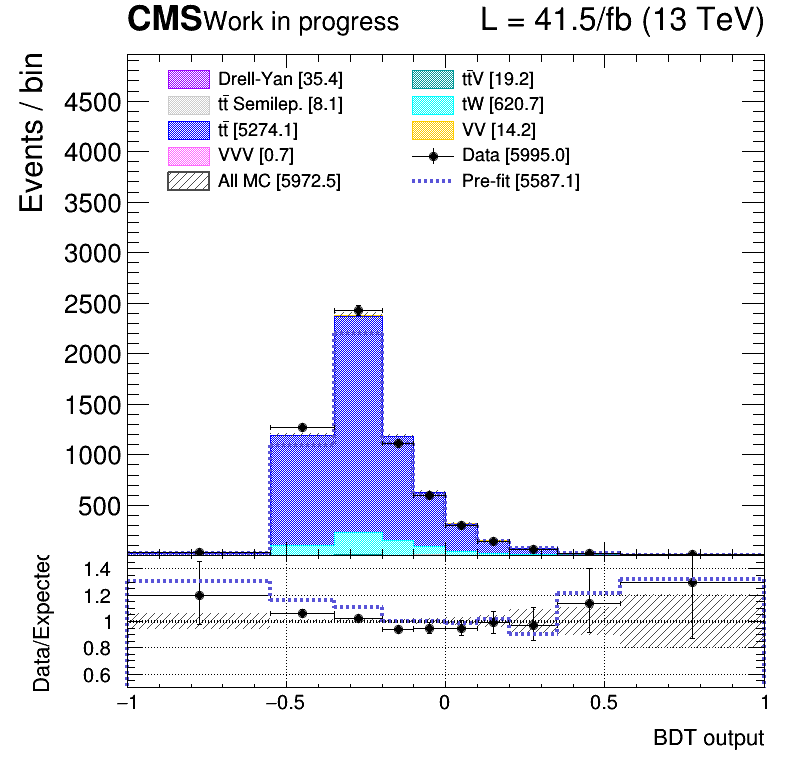 CMS Work in progress L = 41.5/fb (13 TeV)
Events / bin
Drell-Yan [35.4]
tt̄ Semilep. [8.1]
tt̄ [5274.1]
VVV [0.7]
All MC [5972.5]
tt̄V [19.2]
tW [620.7]
VV [14.2]
Data [5995.0]
Pre-fit [5587.1]
4500
4000
3500
3000
2500
2000
1500
1000
500
Data/Expected
1.4
1.2
1
0.8
0.6
−1 −0.5 0 0.5 1
BDT output